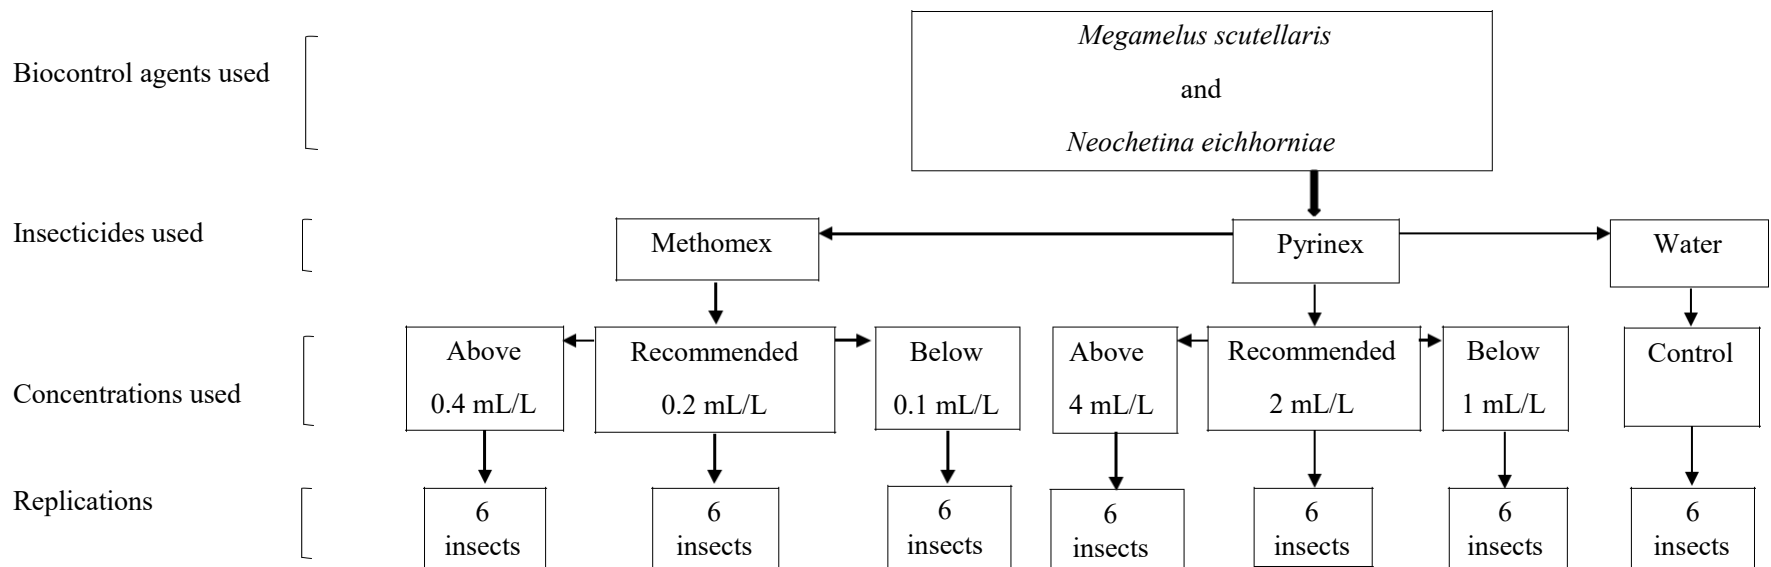 Megamelus scutellaris
Biocontrol agents used
and
Neochetina eichhorniae
Insecticides used
Methomex
Pyrinex
Water
Concentrations used
Above
0.4 mL/L
Recommended
0.2 mL/L
Below
0.1 mL/L
Above
4 mL/L
Recommended
2 mL/L
Below
1 mL/L
Control
Replications
6
insects
6
insects
6
insects
6
insects
6
insects
6
insects
6
insects